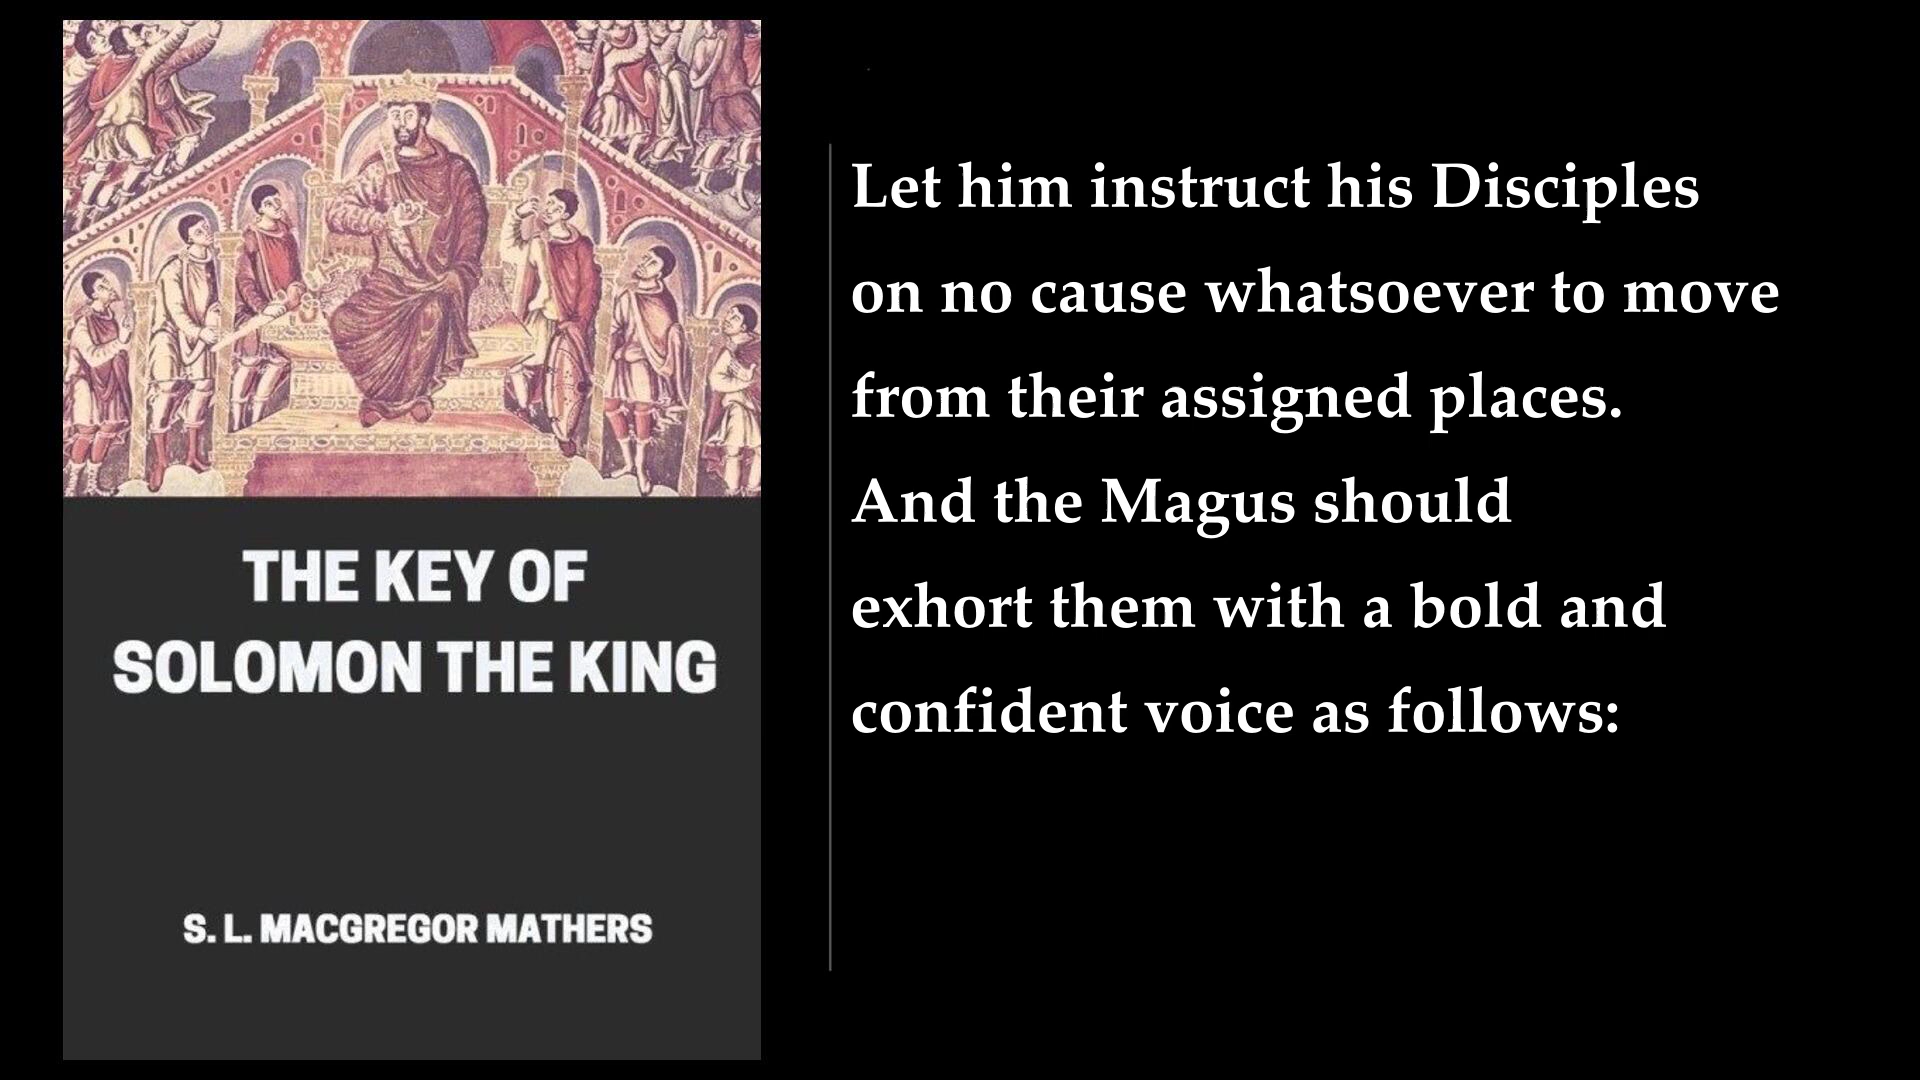 THE KEY OF
SOLOMON THE KING
S. L. MACGREGOR MATHERS
Let him instruct his Disciples
on no cause whatsoever to move
from their assigned places.
And the Magus should
exhort them with a bold and
confident voice as follows: